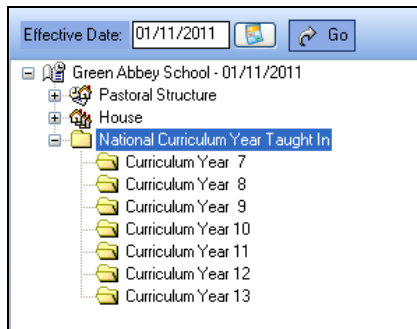 Effective Date: 01/11/2011 Go
Green Abbey School - 01/11/2011
Pastoral Structure
House
National Curriculum Year Taught In
Curriculum Year 7
Curriculum Year 8
Curriculum Year 9
Curriculum Year 10
Curriculum Year 11
Curriculum Year 12
Curriculum Year 13